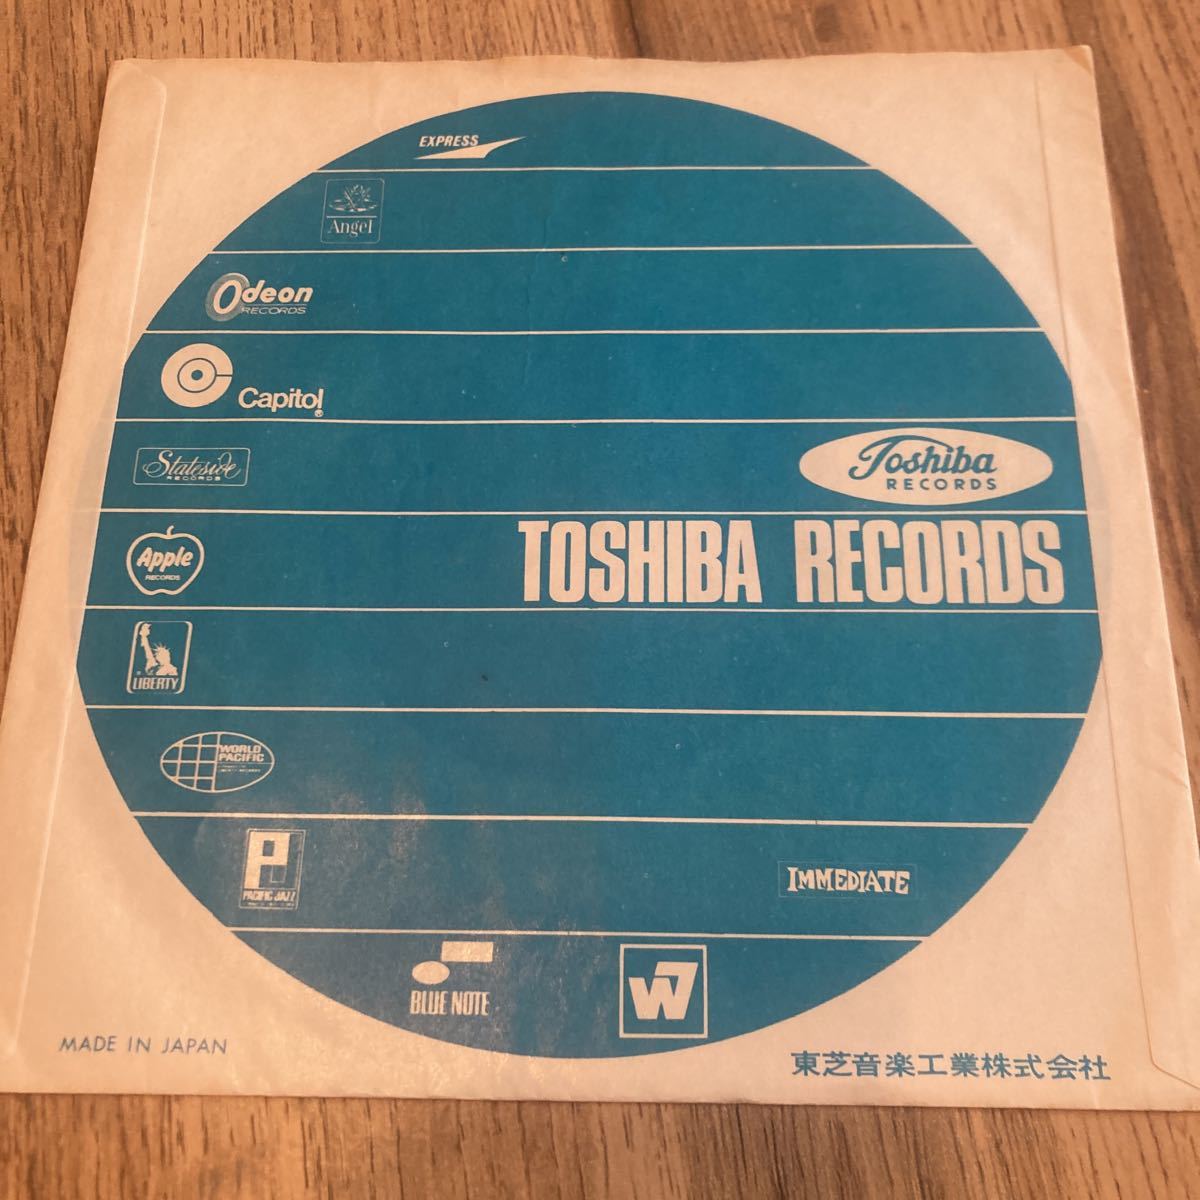 EXPRESS
Angel
Odeon
RECORDS
Capitol
®
Stateside
RECORDS
Toshiba
RECORDS
Apple
RECORDS
TOSHIBA RECORDS
LIBERTY
WORLD
PACIFIC
PJ
PACIFIC JAZZ
IMMEDIATE
BLUE NOTE
W7
MADE IN JAPAN
東芝音楽工業株式会社